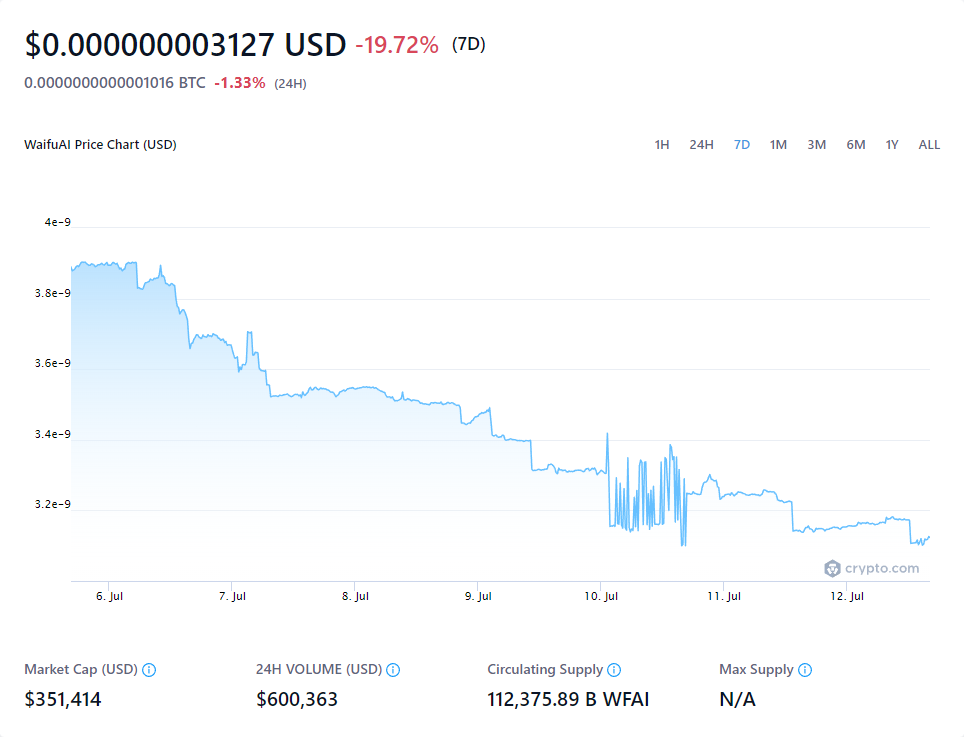 $0.000000003127 USD -19.72% (7D)
0.0000000000001016 BTC -1.33% (24H)
WaifuAI Price Chart (USD) 1H 24H 7D 1M 3M 6M 1Y ALL
4e-9
3.8e-9
3.6e-9
3.4e-9
3.2e-9
crypto.com
6. Jul 7. Jul 8. Jul 9. Jul 10. Jul 11. Jul 12. Jul
Market Cap (USD) 24H VOLUME (USD) Circulating Supply Max Supply
$351,414 $600,363 112,375.89 B WFAI N/A